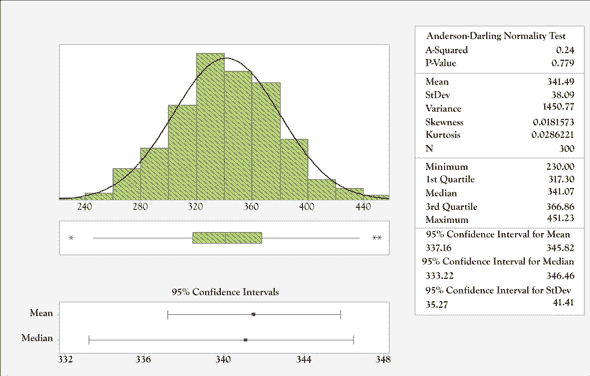 240 280 320 360 400 440
* **
95% Confidence Intervals
Mean
Median
332 336 340 344 348
Anderson-Darling Normality Test
A-Squared 0.24
P-Value 0.779
Mean 341.49
StDev 38.09
Variance 1450.77
Skewness 0.0181573
Kurtosis 0.0286221
N 300
Minimum 230.00
1st Quartile 317.30
Median 341.07
3rd Quartile 366.86
Maximum 451.23
95% Confidence Interval for Mean
337.16 345.82
95% Confidence Interval for Median
333.22 346.46
95% Confidence Interval for StDev
35.27 41.41